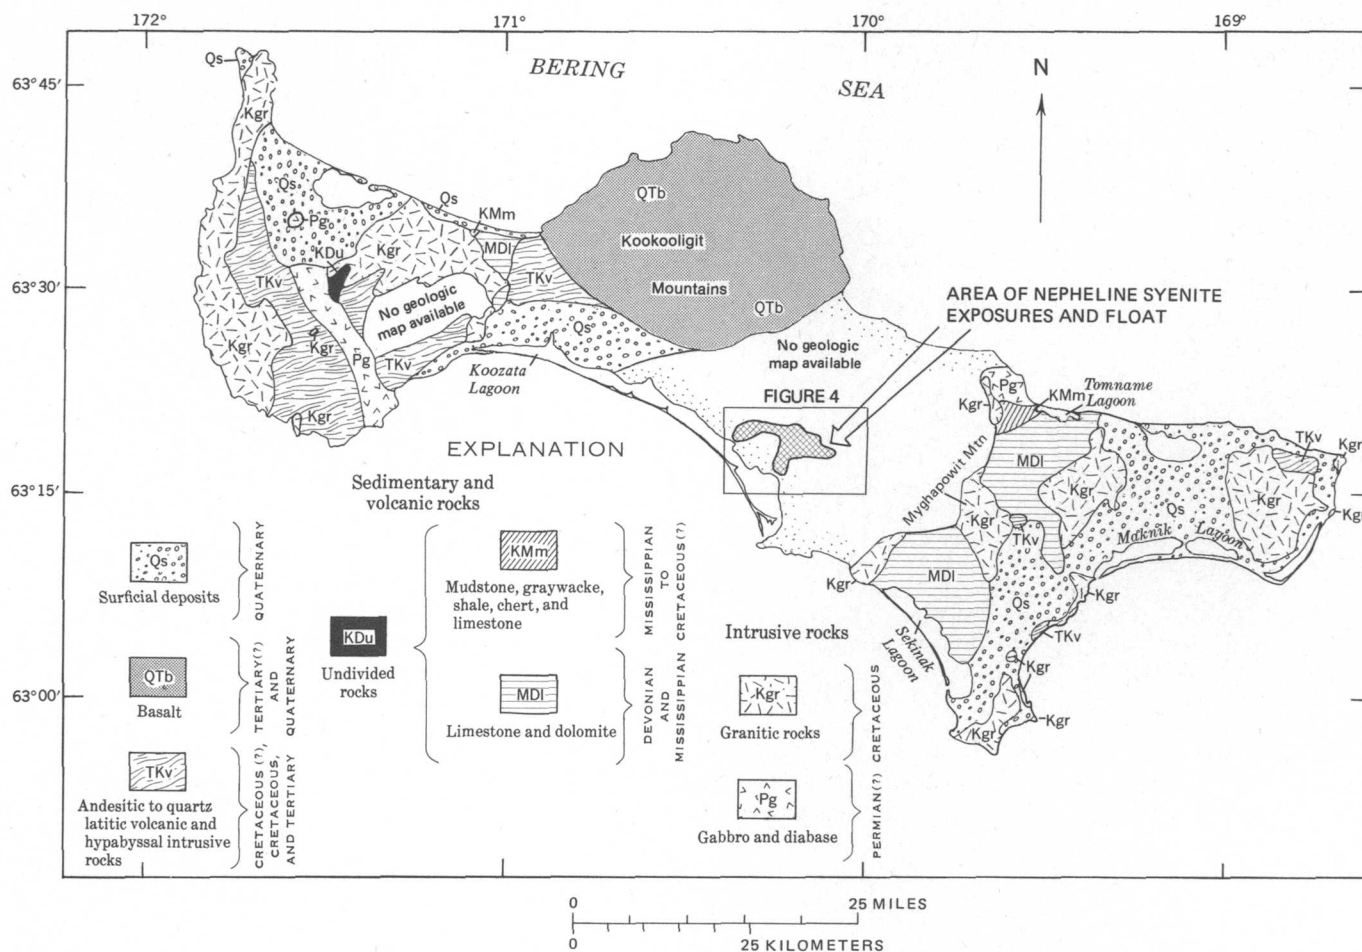 172°
171°
170°
169°
63°45′
63°30′
63°15′
63°00′
BERING
SEA
N
Qs
Kgr
Qs
Pg
KDu
Kgr
Qs
KMm
MDl
TKv
TKv
No geologic
map available
Kgr
Kgr
Pg
TKv
Kgr
Qs
Koozata
Lagoon
QTb
Kookooligit
Mountains
QTb
No geologic
map available
AREA OF NEPHELINE SYENITE
EXPOSURES AND FLOAT
FIGURE 4
Pg
Kgr
KMm
Tomname
Lagoon
MDl
Myghapowit Mtn
Kgr
Kgr
TKv
Qs
TKv
Kgr
Kgr
Kgr
Maknik
Lagoon
Kgr
MDl
Qs
Kgr
TKv
Sekinak
Lagoon
Kgr
Kgr
Kgr
EXPLANATION
Sedimentary and
volcanic rocks
Qs
Surficial deposits
QUATERNARY
QTb
Basalt
TERTIARY(?)
AND
QUATERNARY
TKv
Andesitic to quartz
latitic volcanic and
hypabyssal intrusive
rocks
CRETACEOUS (?),
CRETACEOUS,
AND TERTIARY
KDu
Undivided
rocks
KMm
Mudstone, graywacke,
shale, chert, and
limestone
MISSISSIPPIAN
TO
CRETACEOUS(?)
MDl
Limestone and dolomite
DEVONIAN
AND
MISSISSIPPIAN
Intrusive rocks
Kgr
Granitic rocks
CRETACEOUS
Pg
Gabbro and diabase
PERMIAN(?)
0 25 MILES
0 25 KILOMETERS